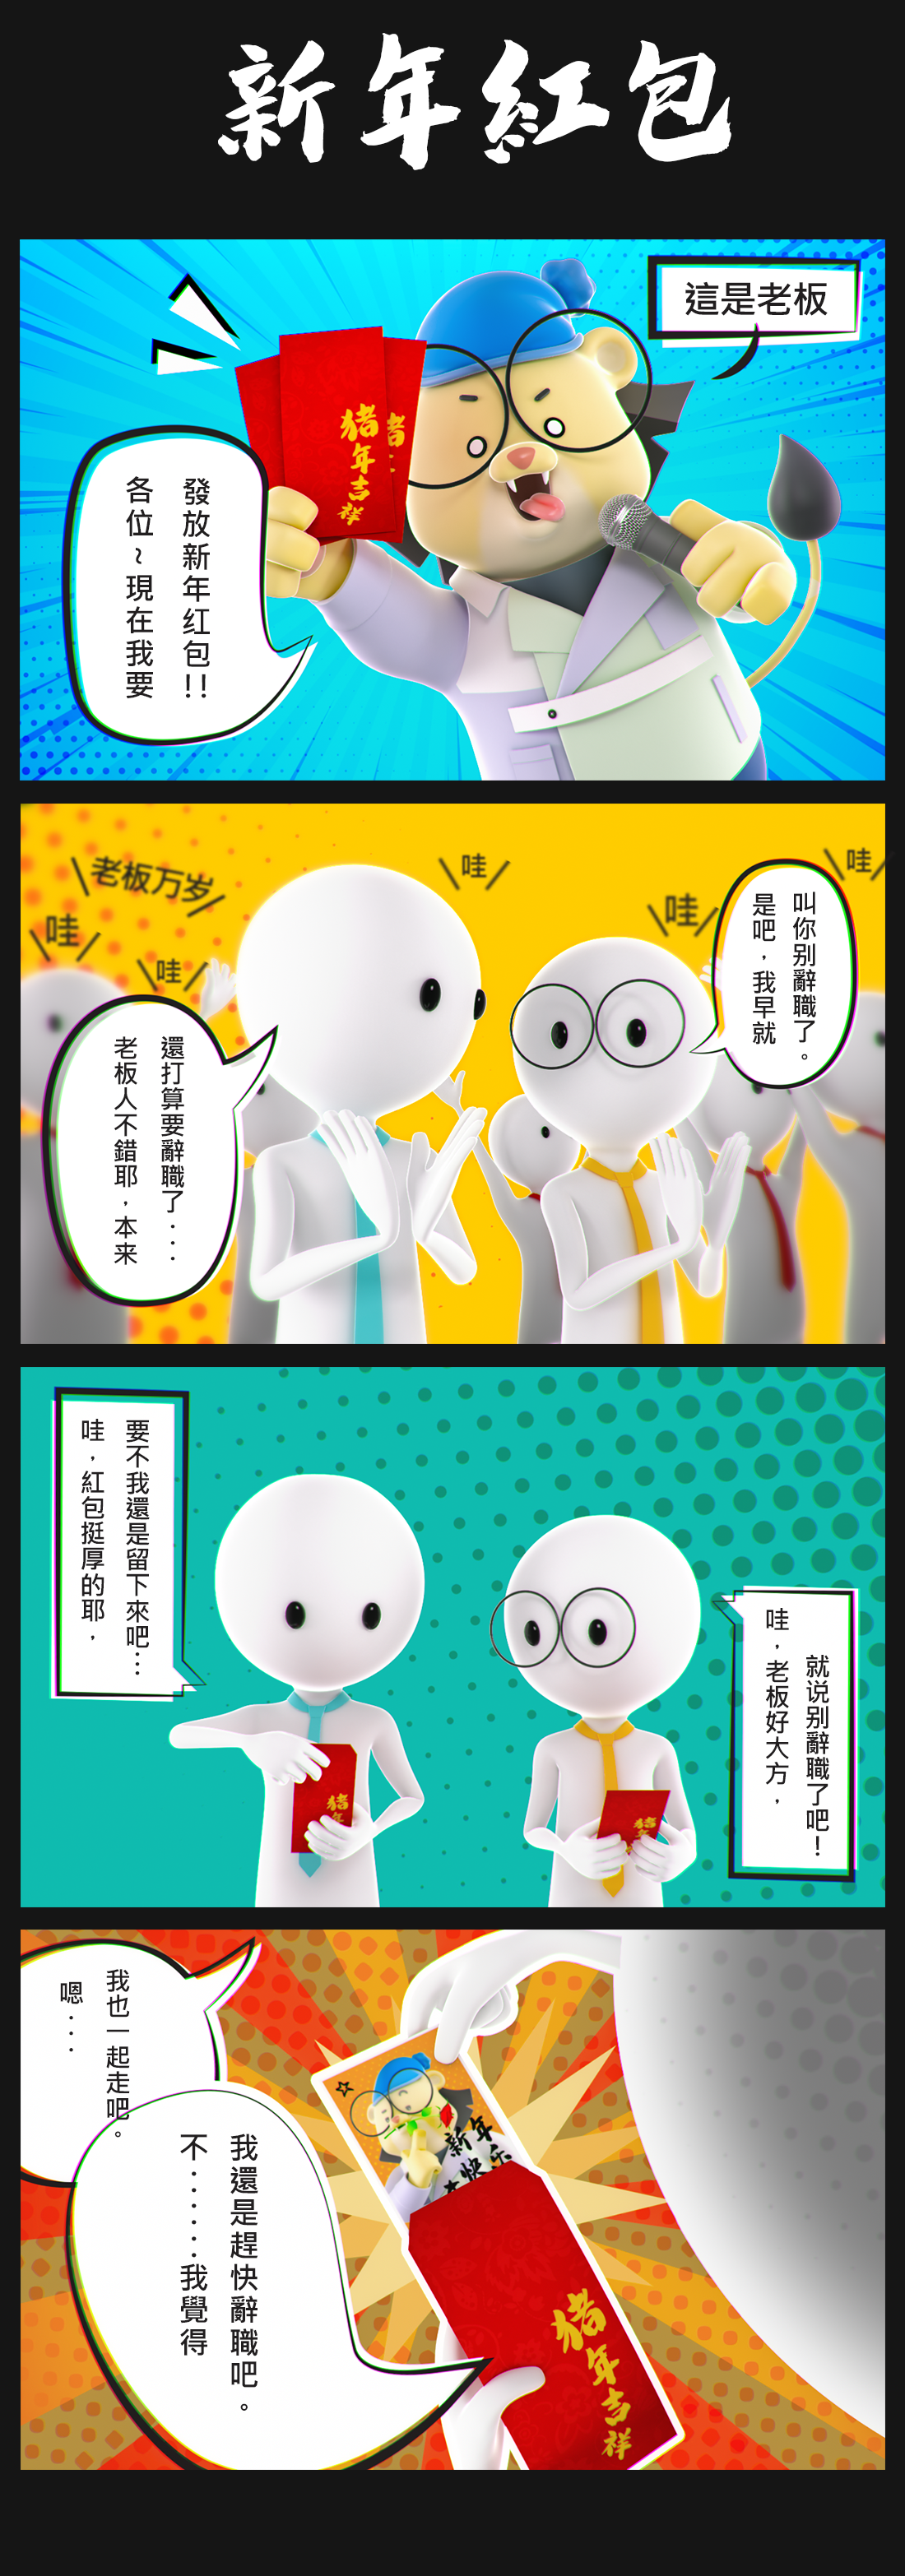 新年紅包
這是老板
猪年吉祥
猪
各位~現在我要
發放新年红包!!
老板万岁
哇
哇
哇
哇
哇
老板人不錯耶，本来
還打算要辭職了...
是吧，我早就
叫你别辭職了。
哇，紅包挺厚的耶，
要不我還是留下來吧...
哇，老板好大方，
就说别辭職了吧!
猪年
猪年
嗯...
我也一起走吧。
不......我覺得
我還是趕快辭職吧。
新年
快乐
猪年吉祥